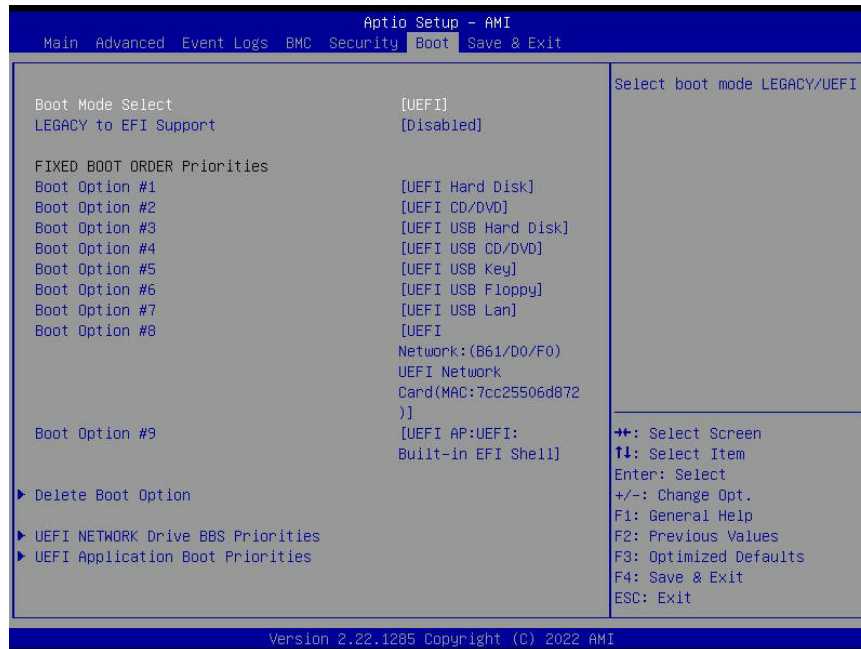 Aptio Setup – AMI
Main Advanced Event Logs BMC Security Boot Save & Exit
Select boot mode LEGACY/UEFI
Boot Mode Select [UEFI]
LEGACY to EFI Support [Disabled]
FIXED BOOT ORDER Priorities
Boot Option #1 [UEFI Hard Disk]
Boot Option #2 [UEFI CD/DVD]
Boot Option #3 [UEFI USB Hard Disk]
Boot Option #4 [UEFI USB CD/DVD]
Boot Option #5 [UEFI USB Key]
Boot Option #6 [UEFI USB Floppy]
Boot Option #7 [UEFI USB Lan]
Boot Option #8 [UEFI
Network:(B61/D0/F0)
UEFI Network
Card(MAC:7cc25506d872
)]
Boot Option #9 [UEFI AP:UEFI:
Built-in EFI Shell]
Delete Boot Option
UEFI NETWORK Drive BBS Priorities
UEFI Application Boot Priorities
→←: Select Screen
↑↓: Select Item
Enter: Select
+/-: Change Opt.
F1: General Help
F2: Previous Values
F3: Optimized Defaults
F4: Save & Exit
ESC: Exit
Version 2.22.1285 Copyright (C) 2022 AMI